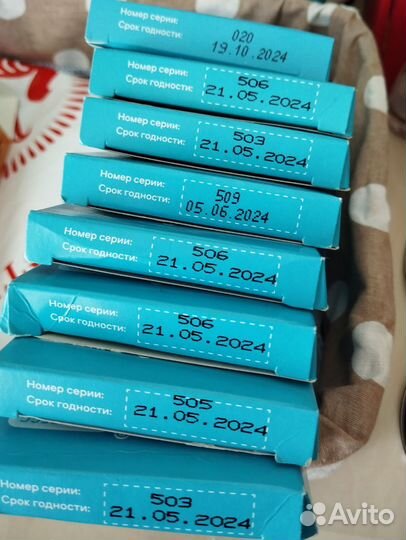 Номер серии: 020
Срок годности: 19.10.2024
Номер серии: 506
Срок годности: 21.05.2024
Номер серии: 503
Срок годности: 21.05.2024
Номер серии: 509
Срок годности: 05.06.2024
Номер серии: 506
Срок годности: 21.05.2024
Номер серии: 506
Срок годности: 21.05.2024
Номер серии: 505
Срок годности: 21.05.2024
Номер серии: 503
Срок годности: 21.05.2024
Avito